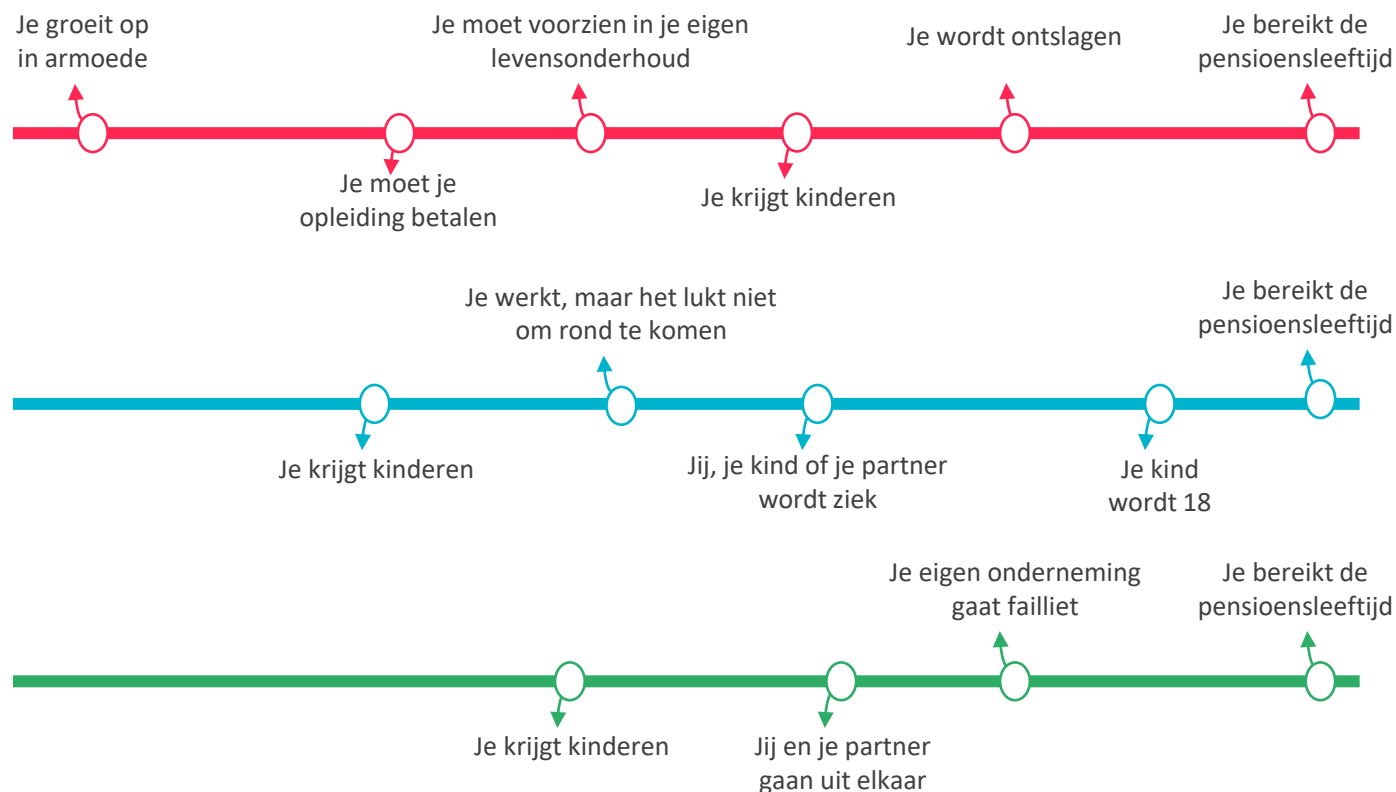 Je groeit op
in armoede
Je moet voorzien in je eigen
levensonderhoud
Je wordt ontslagen
Je bereikt de
pensioensleeftijd
Je moet je
opleiding betalen
Je krijgt kinderen
Je werkt, maar het lukt niet
om rond te komen
Je bereikt de
pensioensleeftijd
Je krijgt kinderen
Jij, je kind of je partner
wordt ziek
Je kind
wordt 18
Je eigen onderneming
gaat failliet
Je bereikt de
pensioensleeftijd
Je krijgt kinderen
Jij en je partner
gaan uit elkaar